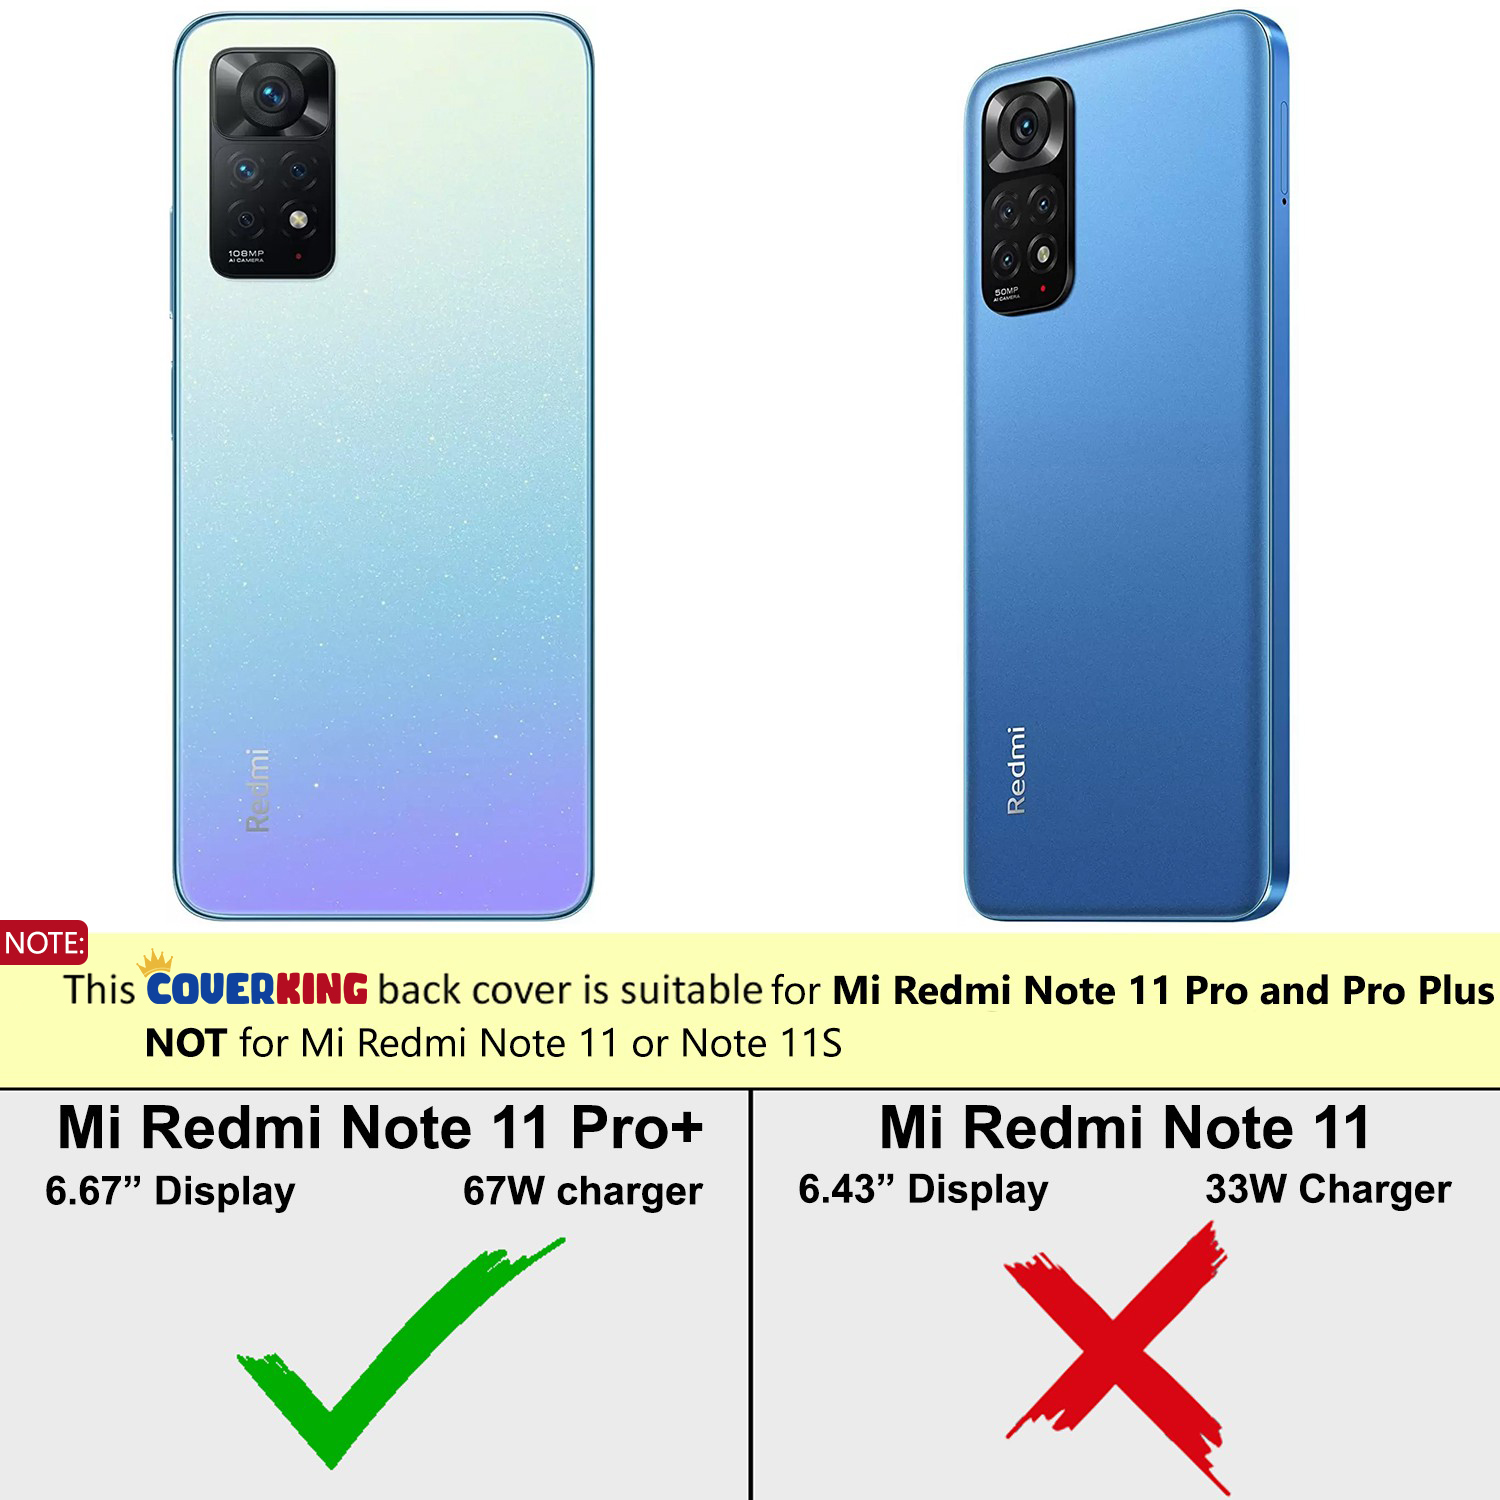 108MP
AI CAMERA
Redmi
50MP
AI CAMERA
Redmi
NOTE:
This COVERKING back cover is suitable for Mi Redmi Note 11 Pro and Pro Plus
NOT for Mi Redmi Note 11 or Note 11S
Mi Redmi Note 11 Pro+
6.67” Display 67W charger
Mi Redmi Note 11
6.43” Display 33W Charger